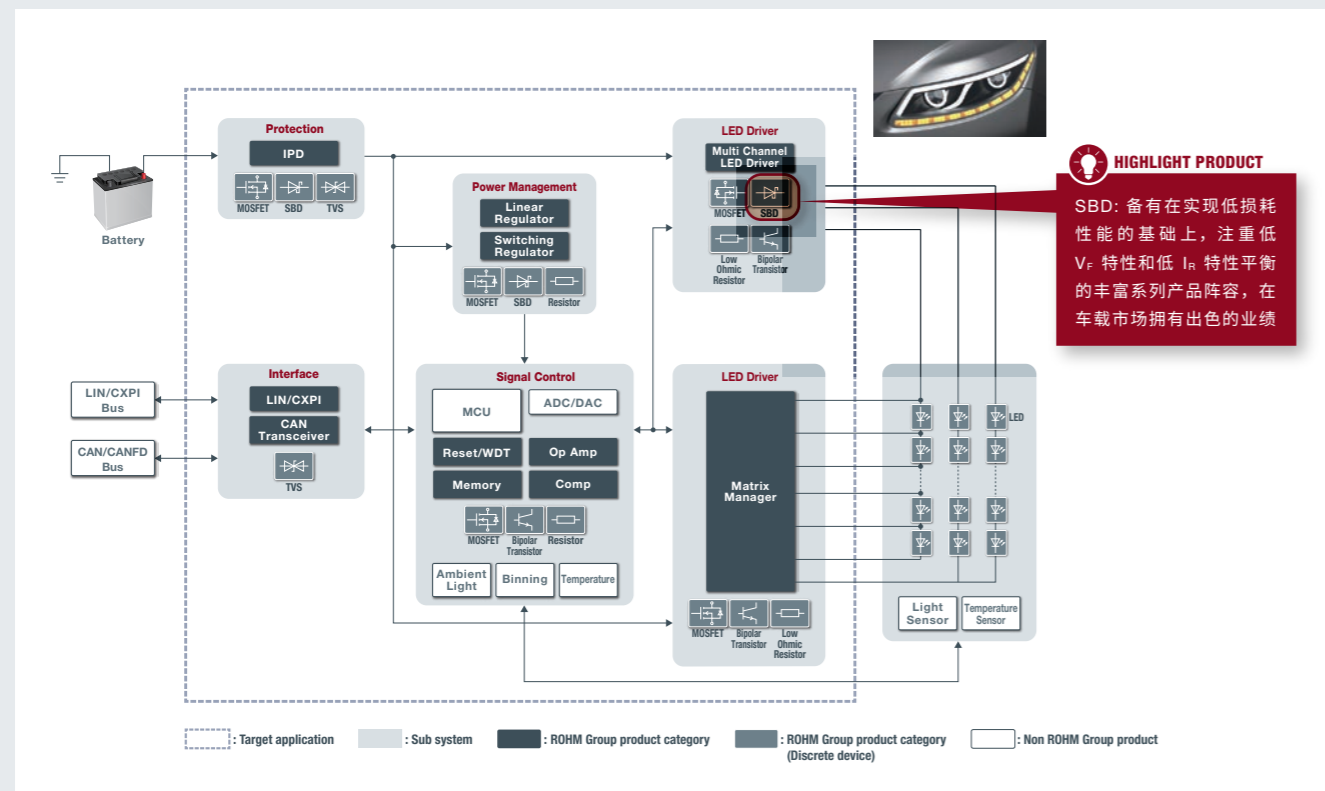 Protection
IPD
MOSFET
SBD
TVS
Battery
Power Management
Linear
Regulator
Switching
Regulator
MOSFET
SBD
Resistor
LED Driver
Multi Channel
LED Driver
MOSFET
SBD
Low
Ohmic
Resistor
Bipolar
Transistor
HIGHLIGHT PRODUCT
SBD: 备有在实现低损耗
性能的基础上，注重低
VF 特性和低 IR 特性平衡
的丰富系列产品阵容，在
车载市场拥有出色的业绩
LIN/CXPI
Bus
CAN/CANFD
Bus
Interface
LIN/CXPI
CAN
Transceiver
TVS
Signal Control
MCU
ADC/DAC
Reset/WDT
Op Amp
Memory
Comp
MOSFET
Bipolar
Transistor
Resistor
Ambient
Light
Binning
Temperature
LED Driver
Matrix
Manager
MOSFET
Bipolar
Transistor
Low
Ohmic
Resistor
LED
Light
Sensor
Temperature
Sensor
: Target application
: Sub system
: ROHM Group product category
: ROHM Group product category
(Discrete device)
: Non ROHM Group product